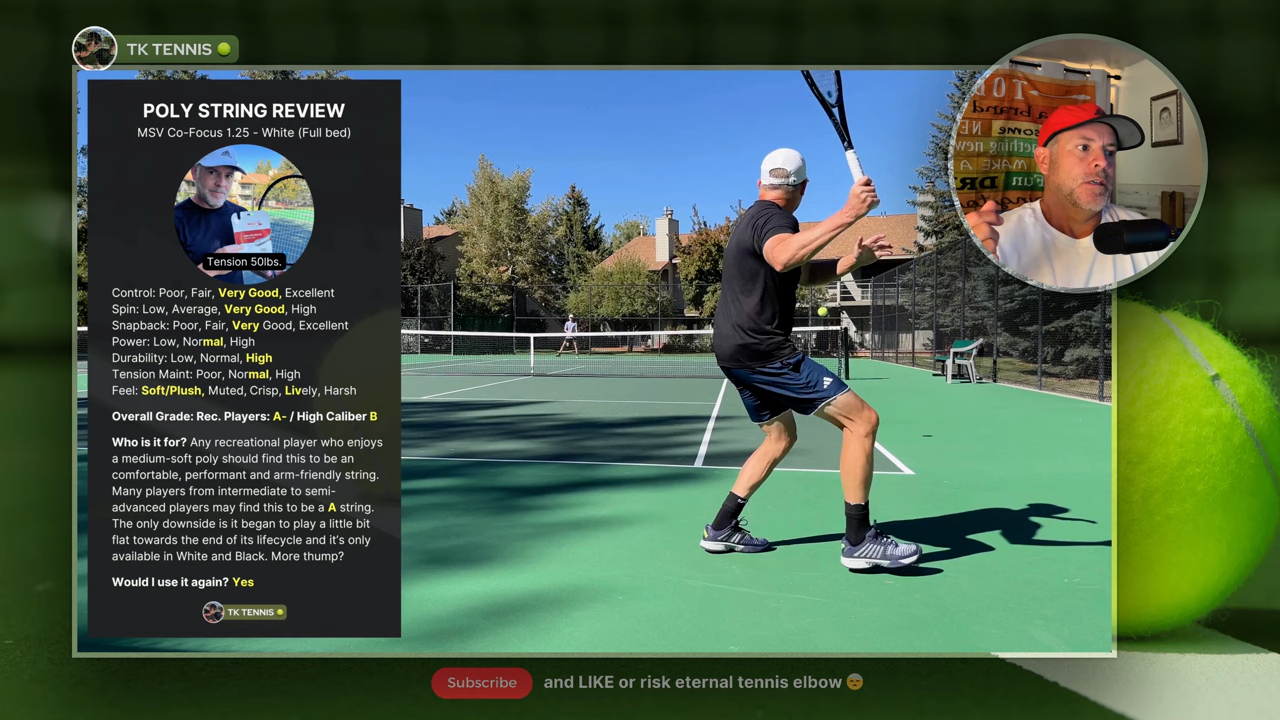 TK TENNIS
POLY STRING REVIEW
MSV Co-Focus 1.25 - White (Full bed)
Tension 50lbs.
Control: Poor, Fair, Very Good, Excellent
Spin: Low, Average, Very Good, High
Snapback: Poor, Fair, Very Good, Excellent
Power: Low, Normal, High
Durability: Low, Normal, High
Tension Maint: Poor, Normal, High
Feel: Soft/Plush, Muted, Crisp, Lively, Harsh
Overall Grade: Rec. Players: A- / High Caliber B
Who is it for? Any recreational player who enjoys
a medium-soft poly should find this to be an
comfortable, performant and arm-friendly string.
Many players from intermediate to semi-
advanced players may find this to be a A string.
The only downside is it began to play a little bit
flat towards the end of its lifecycle and it's only
available in White and Black. More thump?
Would I use it again? Yes
TK TENNIS
Subscribe and LIKE or risk eternal tennis elbow 😔